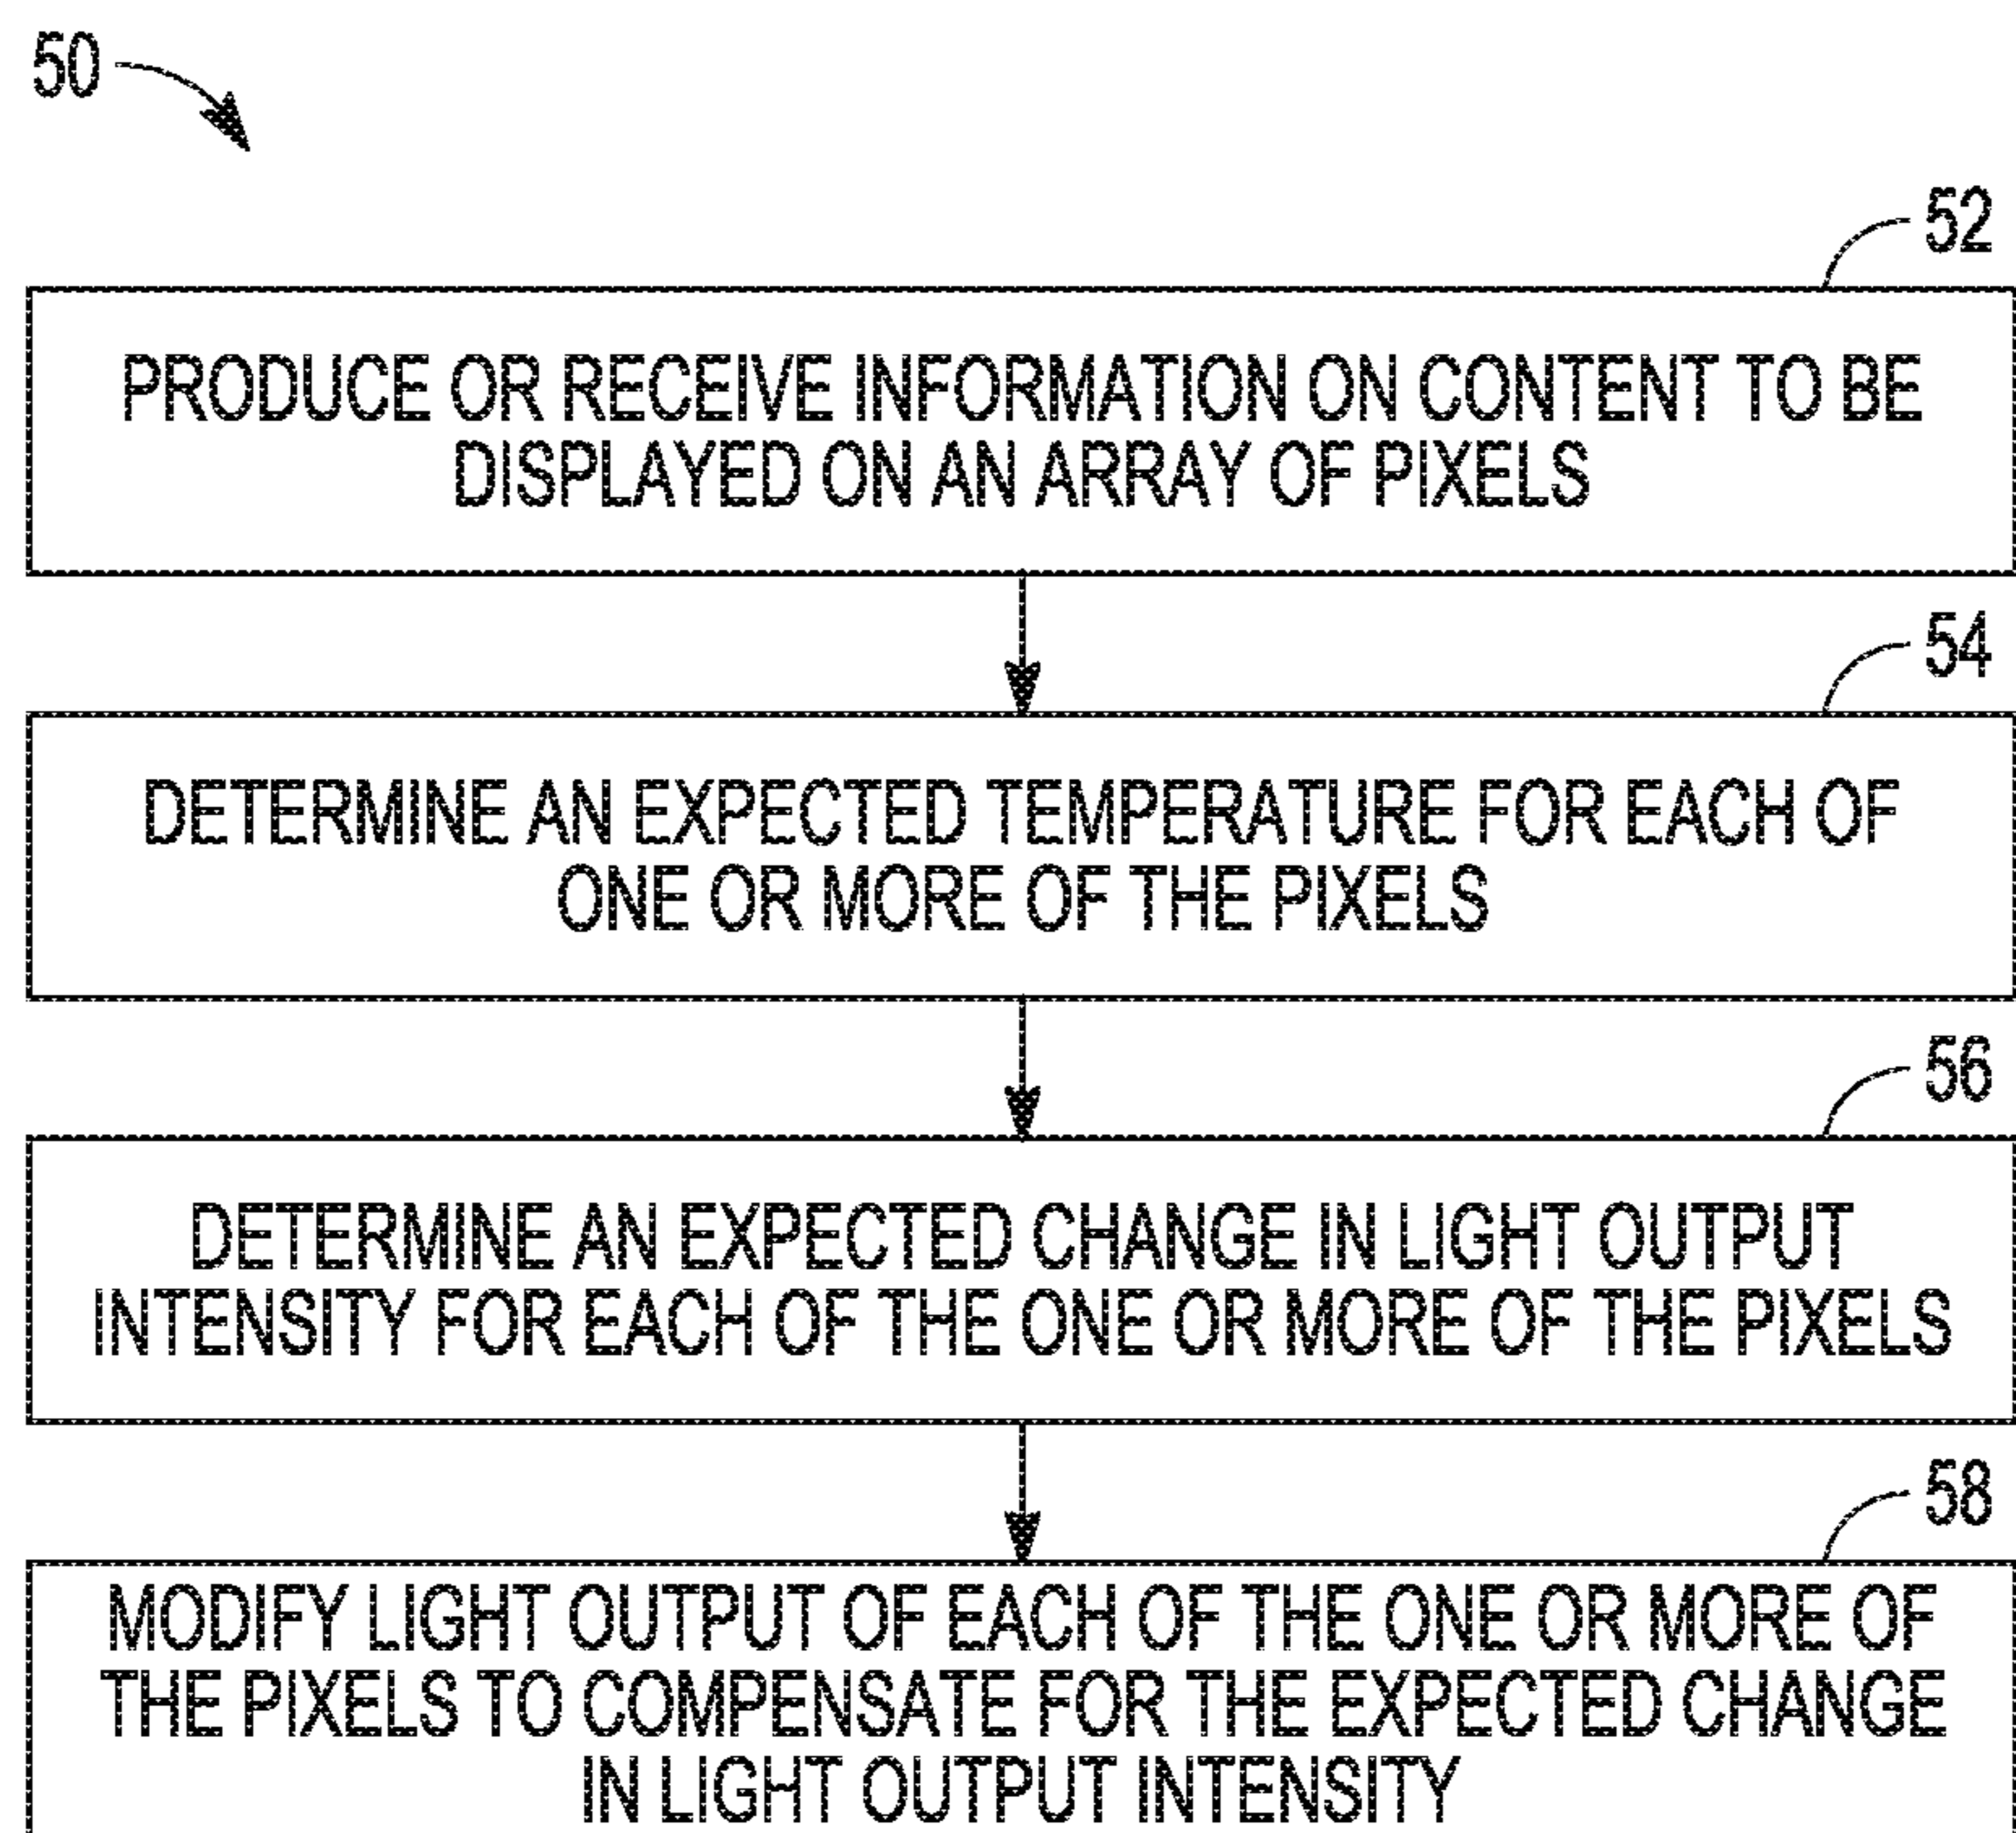 50
52
PRODUCE OR RECEIVE INFORMATION ON CONTENT TO BE
DISPLAYED ON AN ARRAY OF PIXELS
54
DETERMINE AN EXPECTED TEMPERATURE FOR EACH OF
ONE OR MORE OF THE PIXELS
56
DETERMINE AN EXPECTED CHANGE IN LIGHT OUTPUT
INTENSITY FOR EACH OF THE ONE OR MORE OF THE PIXELS
58
MODIFY LIGHT OUTPUT OF EACH OF THE ONE OR MORE OF
THE PIXELS TO COMPENSATE FOR THE EXPECTED CHANGE
IN LIGHT OUTPUT INTENSITY